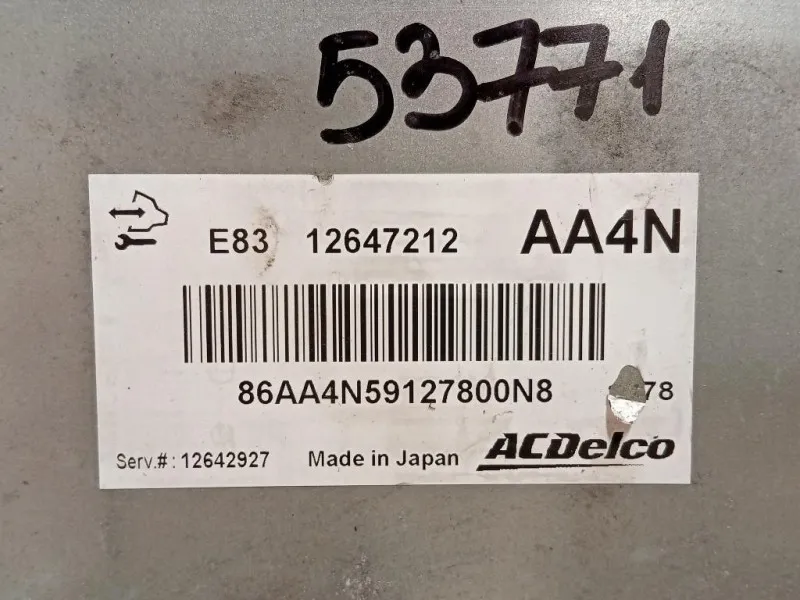 53771
E83 12647212 AA4N
86AA4N59127800N8 78
Serv.#: 12642927 Made in Japan ACDelco